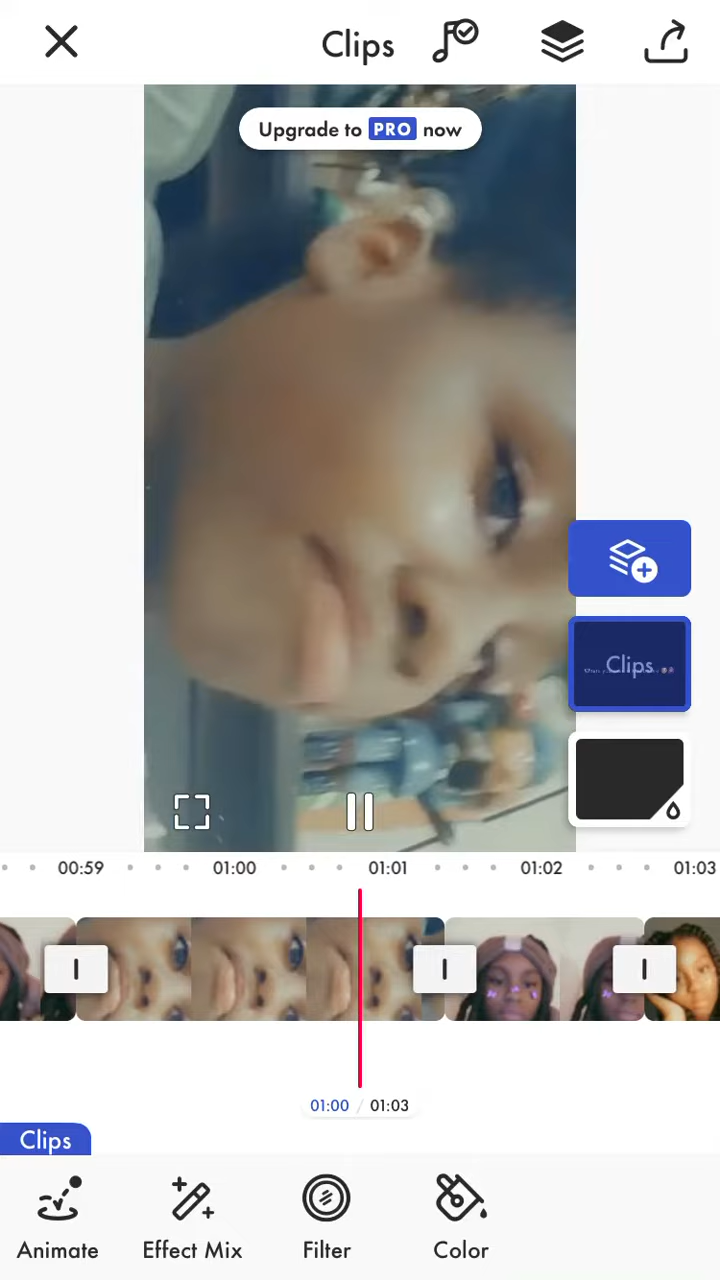 Clips
Upgrade to PRO now
Clips
00:59 01:00 01:01 01:02 01:03
01:00 / 01:03
Clips
Animate Effect Mix Filter Color